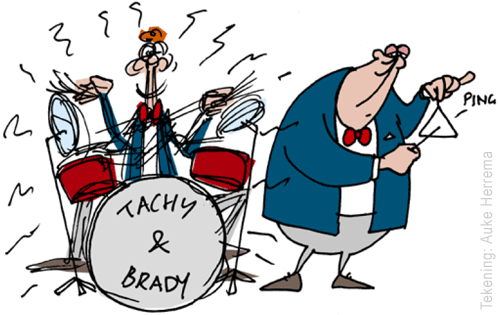 TACHY
&
BRADY
PING
Tekening: Auke Herrema